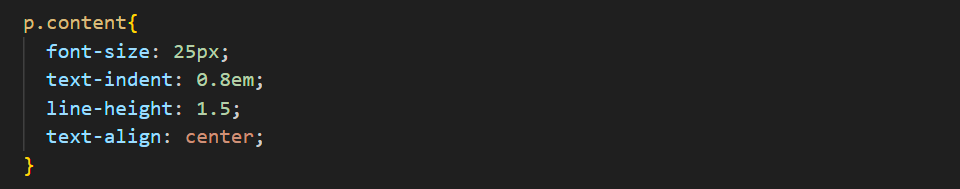 p.content{
  font-size: 25px;
  text-indent: 0.8em;
  line-height: 1.5;
  text-align: center;
}